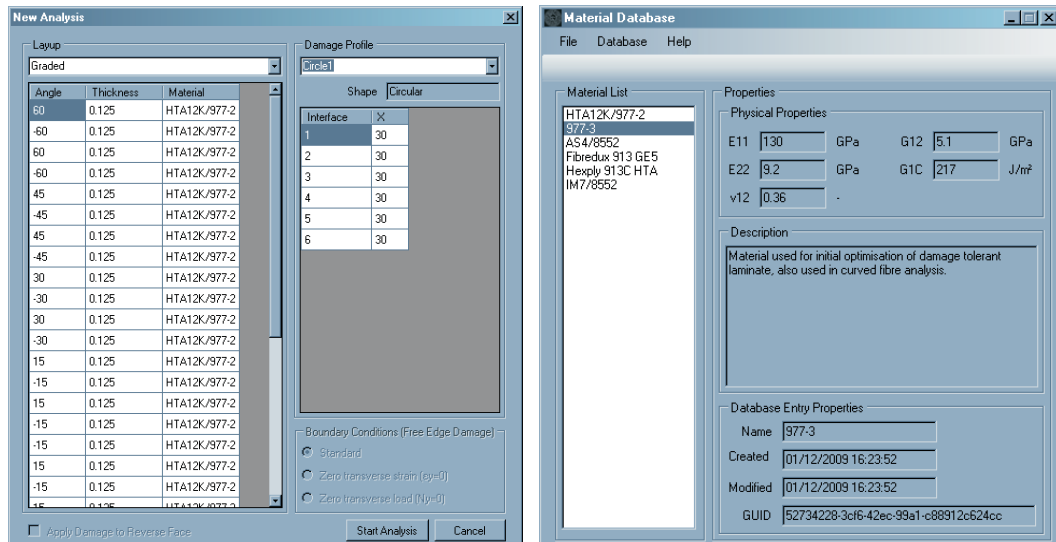 New Analysis
Layup
Graded
Angle Thickness Material
60 0.125 HTA12K/977-2
-60 0.125 HTA12K/977-2
60 0.125 HTA12K/977-2
-60 0.125 HTA12K/977-2
45 0.125 HTA12K/977-2
-45 0.125 HTA12K/977-2
45 0.125 HTA12K/977-2
-45 0.125 HTA12K/977-2
30 0.125 HTA12K/977-2
-30 0.125 HTA12K/977-2
30 0.125 HTA12K/977-2
-30 0.125 HTA12K/977-2
15 0.125 HTA12K/977-2
-15 0.125 HTA12K/977-2
15 0.125 HTA12K/977-2
-15 0.125 HTA12K/977-2
-15 0.125 HTA12K/977-2
15 0.125 HTA12K/977-2
-15 0.125 HTA12K/977-2
15 0.125 HTA12K/977-2
Apply Damage to Reverse Face
Damage Profile
Circle1
Shape Circular
Interface X
1 30
2 30
3 30
4 30
5 30
6 30
Boundary Conditions (Free Edge Damage)
Standard
Zero transverse strain (εy=0)
Zero transverse load (Ny=0)
Start Analysis Cancel
Material Database
File Database Help
Material List
HTA12K/977-2
977-3
AS4/8552
Fibredux 913 GE5
Hexply 913C HTA
IM7/8552
Properties
Physical Properties
E11 130 GPa G12 5.1 GPa
E22 9.2 GPa G1C 217 J/m²
v12 0.36 -
Description
Material used for initial optimisation of damage tolerant
laminate, also used in curved fibre analysis.
Database Entry Properties
Name 977-3
Created 01/12/2009 16:23:52
Modified 01/12/2009 16:23:52
GUID 52734228-3cf6-42ec-99a1-c88912c624cc